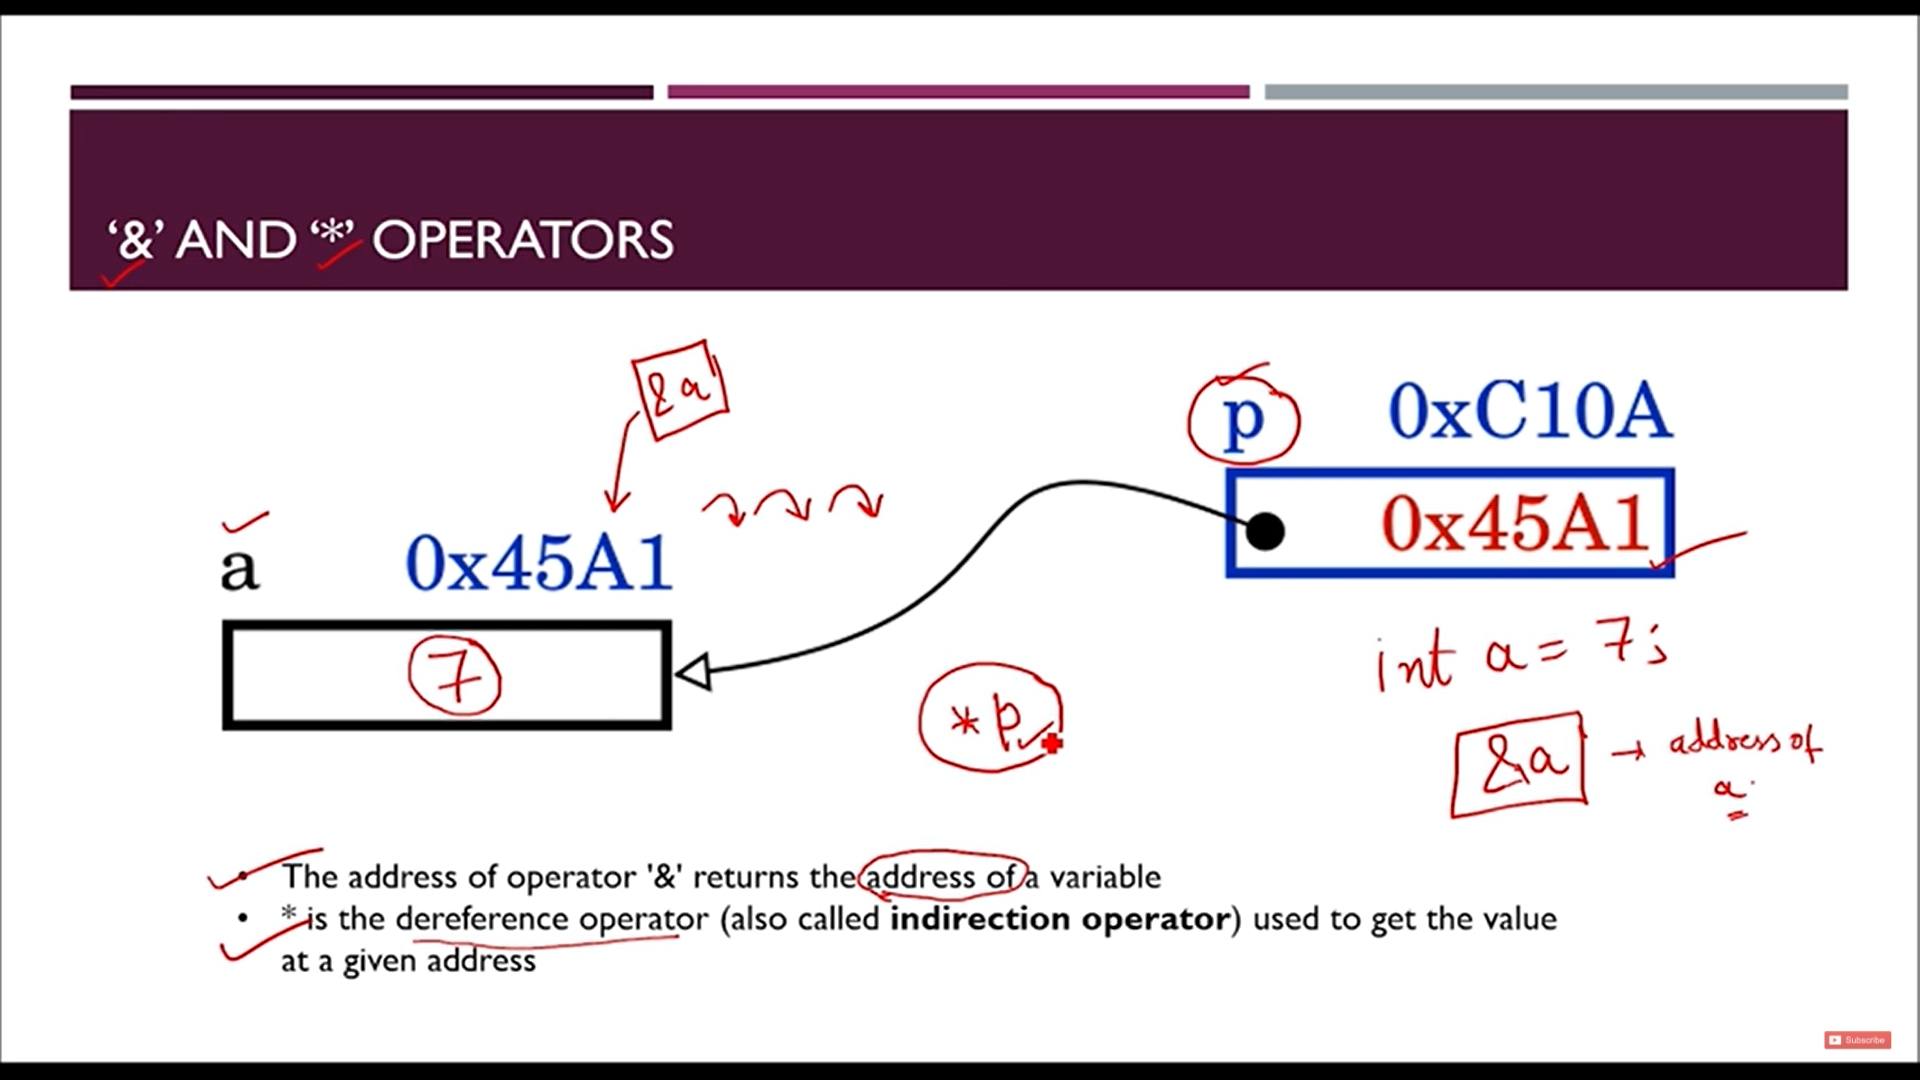 ‘&’ AND ‘*’ OPERATORS
&a
p 0xC10A
0x45A1
a 0x45A1
7
*p
int a = 7;
&a → address of
a
• The address of operator '&' returns the address of a variable
• * is the dereference operator (also called indirection operator) used to get the value
at a given address
Subscribe